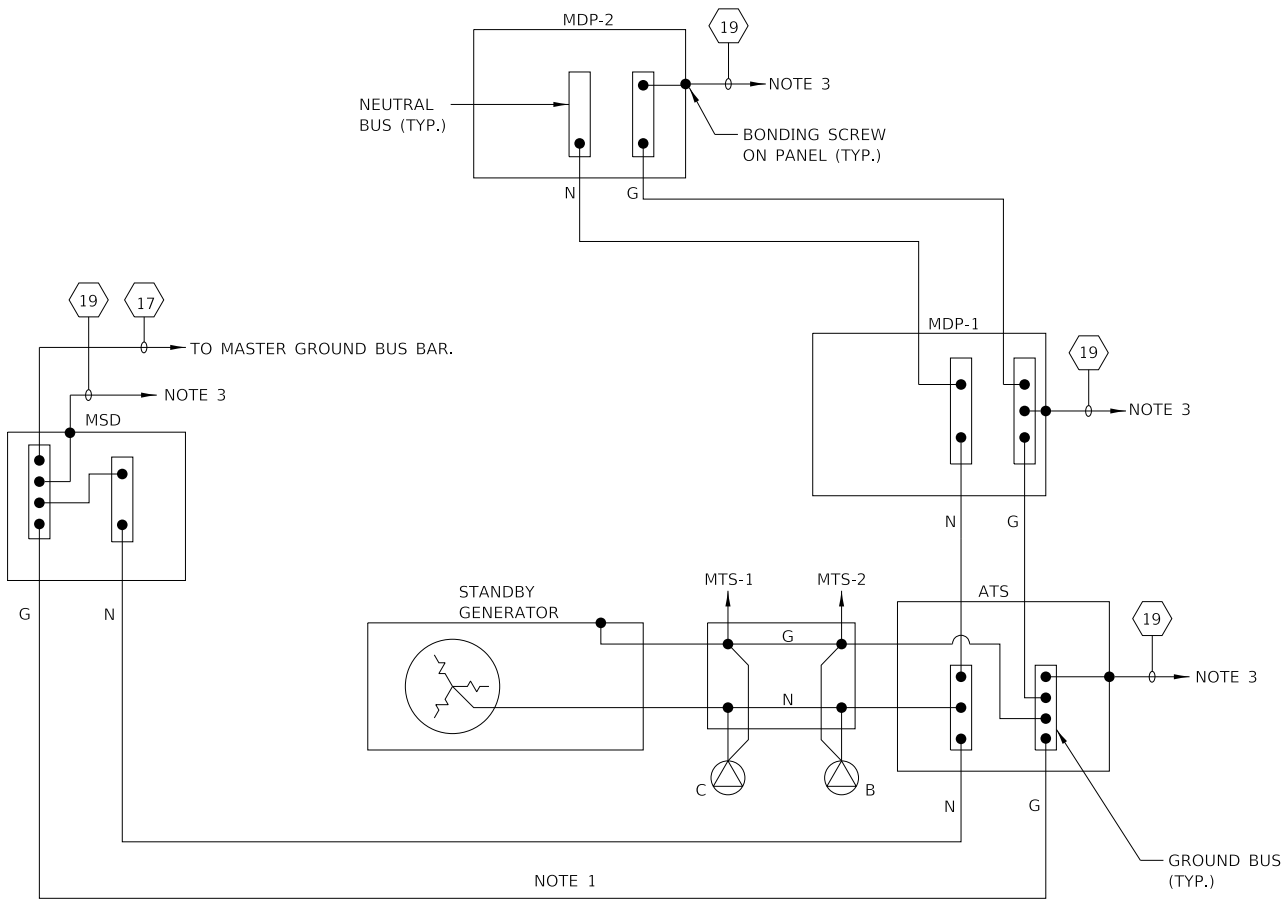 MDP-2
19
NOTE 3
NEUTRAL
BUS (TYP.)
BONDING SCREW
ON PANEL (TYP.)
N
G
19
17
TO MASTER GROUND BUS BAR.
NOTE 3
MSD
MDP-1
19
NOTE 3
G
N
N
G
STANDBY
GENERATOR
MTS-1
MTS-2
ATS
19
G
N
NOTE 3
C
B
N
G
GROUND BUS
(TYP.)
NOTE 1